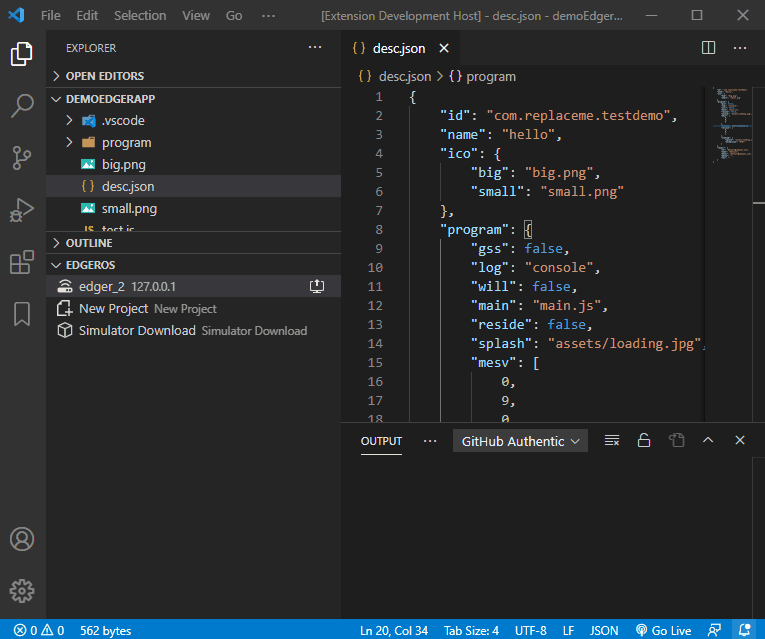 File Edit Selection View Go ··· [Extension Development Host] - desc.json - demoEdger...
EXPLORER ···
OPEN EDITORS
DEMOEDGERAPP
.vscode
program
big.png
{ } desc.json
small.png
JS test.js
OUTLINE
EDGEROS
edger_2 127.0.0.1
New Project New Project
Simulator Download Simulator Download
{ } desc.json ×
{ } desc.json > { } program
1 {
2 "id": "com.replaceme.testdemo",
3 "name": "hello",
4 "ico": {
5 "big": "big.png",
6 "small": "small.png"
7 },
8 "program": {
9 "gss": false,
10 "log": "console",
11 "will": false,
12 "main": "main.js",
13 "reside": false,
14 "splash": "assets/loading.jpg",
15 "mesv": [
16 0,
17 9,
18 0
OUTPUT ··· GitHub Authentic
0 0 562 bytes Ln 20, Col 34 Tab Size: 4 UTF-8 LF JSON Go Live